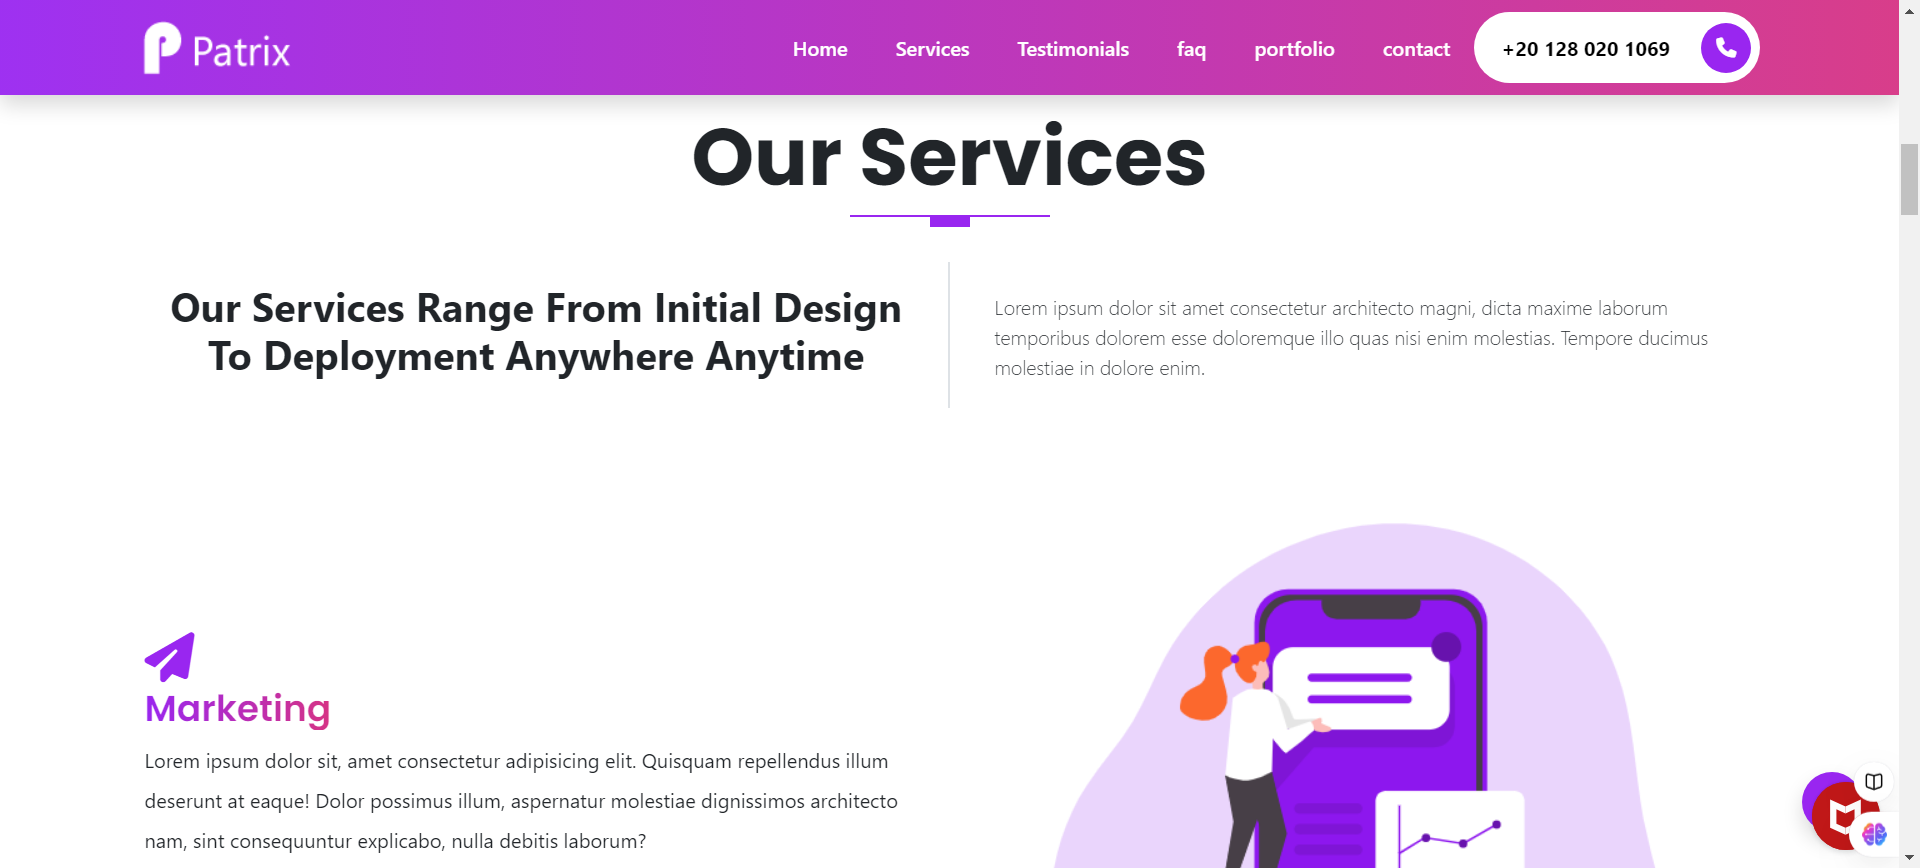 Patrix
Home
Services
Testimonials
faq
portfolio
contact
+20 128 020 1069
Our Services
Our Services Range From Initial Design
To Deployment Anywhere Anytime
Lorem ipsum dolor sit amet consectetur architecto magni, dicta maxime laborum
temporibus dolorem esse doloremque illo quas nisi enim molestias. Tempore ducimus
molestiae in dolore enim.
Marketing
Lorem ipsum dolor sit, amet consectetur adipisicing elit. Quisquam repellendus illum
deserunt at eaque! Dolor possimus illum, aspernatur molestiae dignissimos architecto
nam, sint consequuntur explicabo, nulla debitis laborum?